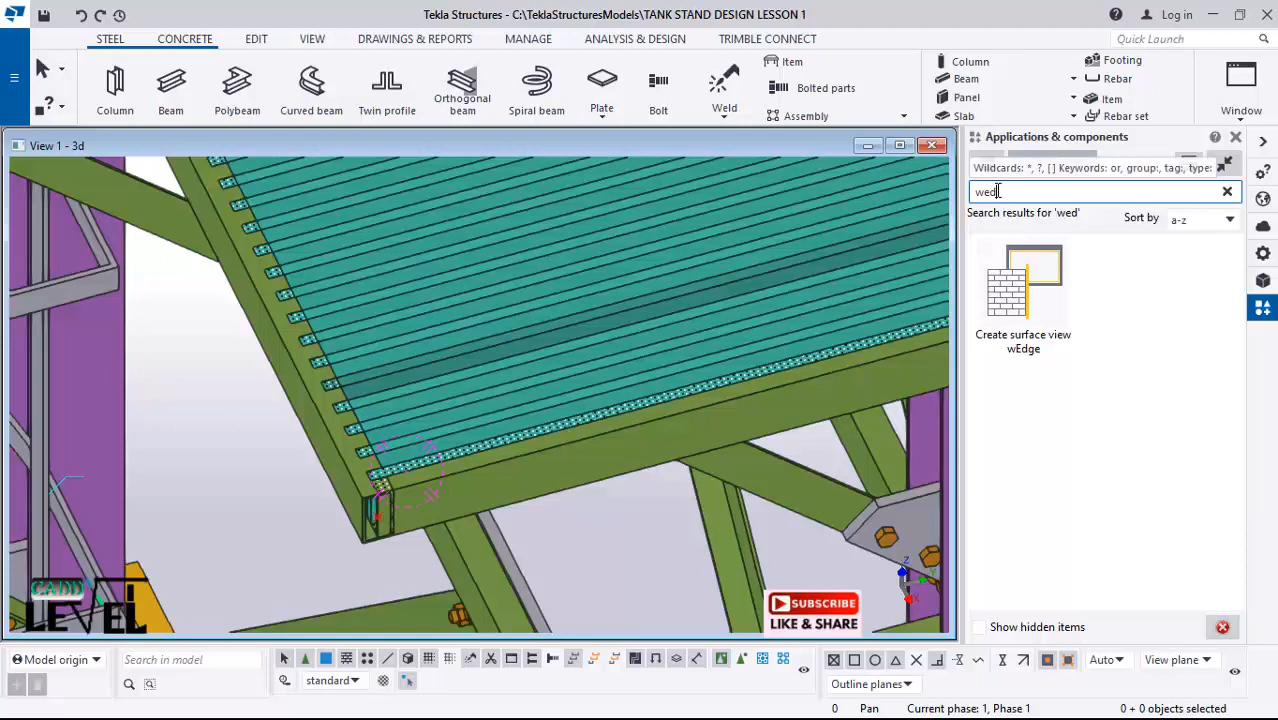 Tekla Structures - C:\TeklaStructuresModels\TANK STAND DESIGN LESSON 1
Log in
STEEL CONCRETE EDIT VIEW DRAWINGS & REPORTS MANAGE ANALYSIS & DESIGN TRIMBLE CONNECT
Quick Launch
Column
Beam
Polybeam
Curved beam
Twin profile
Orthogonal
beam
Spiral beam
Plate
Bolt
Weld
Item
Bolted parts
Assembly
Column
Beam
Panel
Slab
Footing
Rebar
Item
Rebar set
Window
View 1 - 3d
Applications & components
Wildcards: *, ?, [] Keywords: or, group:, tag:, type:
wed
Search results for 'wed'
Sort by
a-z
Create surface view
wEdge
Show hidden items
Z
Y
X
CADD
LEVEL
SUBSCRIBE
LIKE & SHARE
Model origin
Search in model
standard
Auto
View plane
Outline planes
0
Pan
Current phase: 1, Phase 1
0 + 0 objects selected